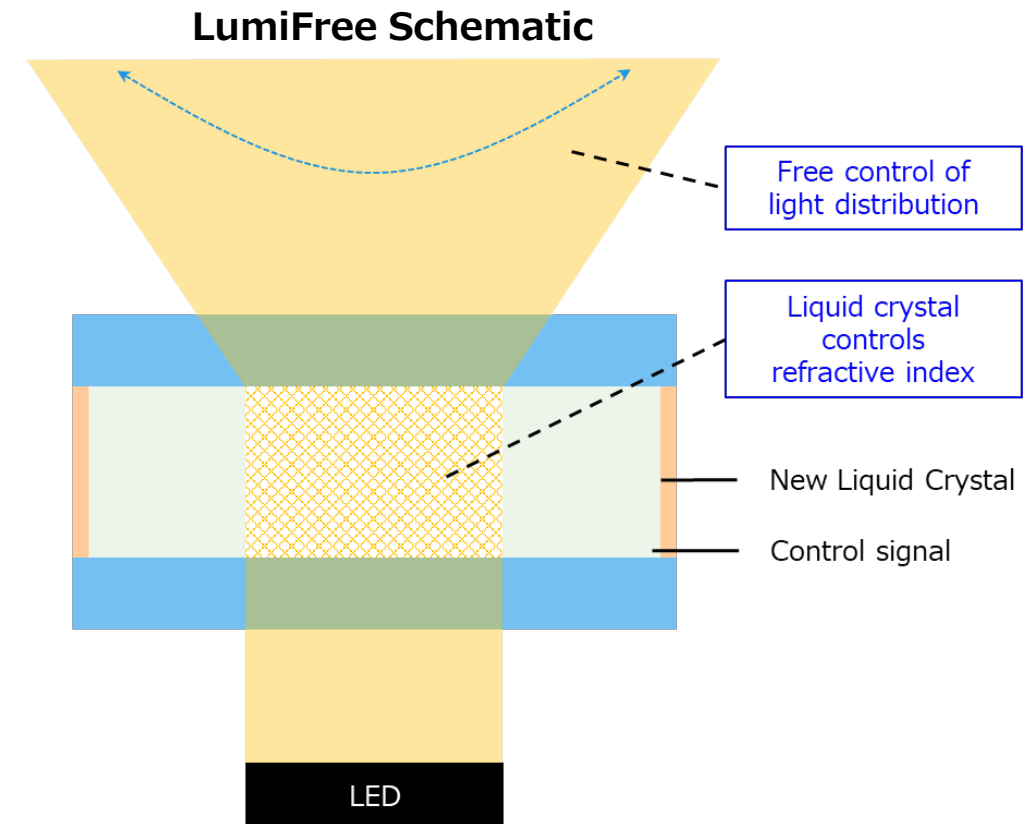 LumiFree Schematic
Free control of
light distribution
Liquid crystal
controls
refractive index
New Liquid Crystal
Control signal
LED